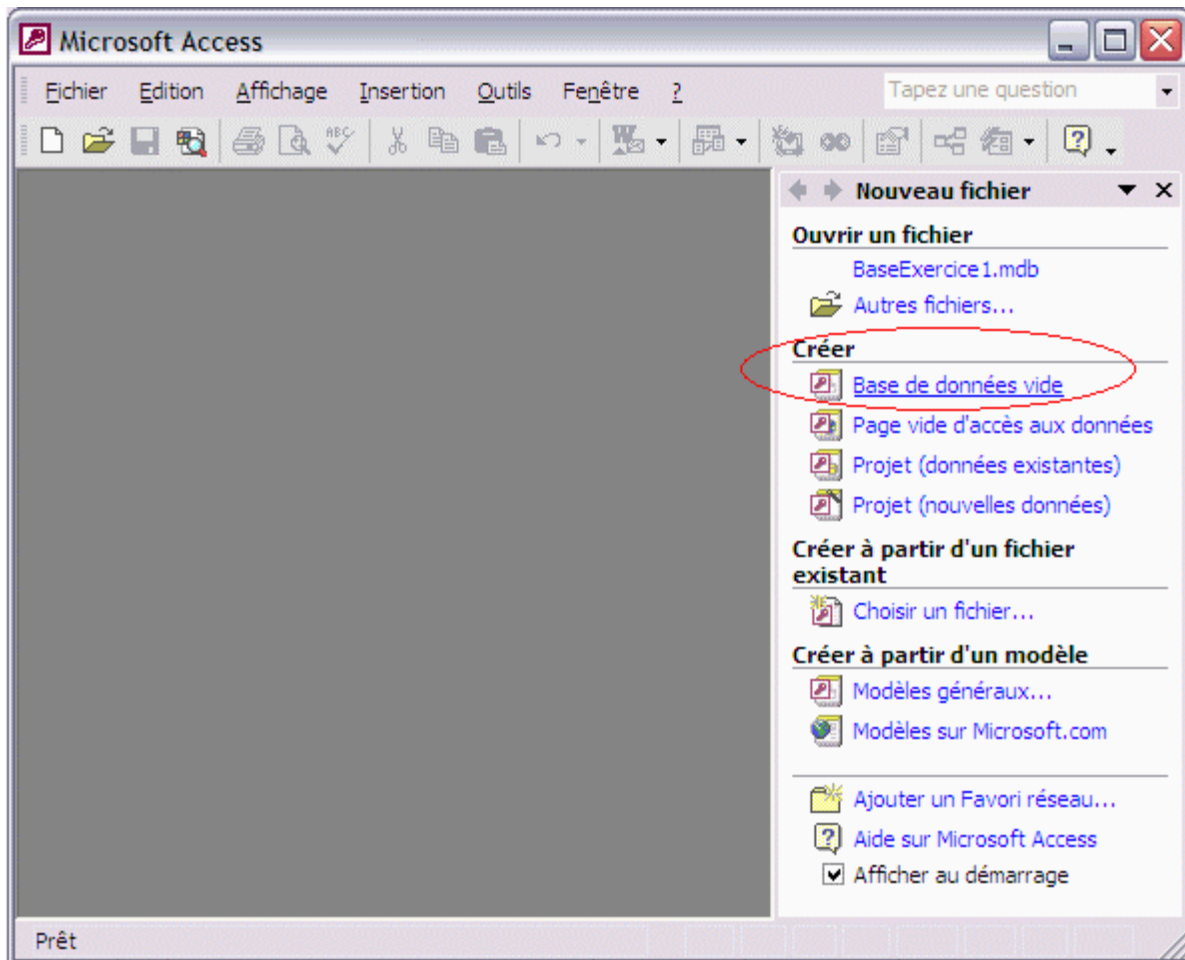 Microsoft Access
Fichier Edition Affichage Insertion Outils Fenêtre ? Tapez une question
Nouveau fichier
Ouvrir un fichier
BaseExercice1.mdb
Autres fichiers...
Créer
Base de données vide
Page vide d'accès aux données
Projet (données existantes)
Projet (nouvelles données)
Créer à partir d'un fichier
existant
Choisir un fichier...
Créer à partir d'un modèle
Modèles généraux...
Modèles sur Microsoft.com
Ajouter un Favori réseau...
Aide sur Microsoft Access
Afficher au démarrage
Prêt